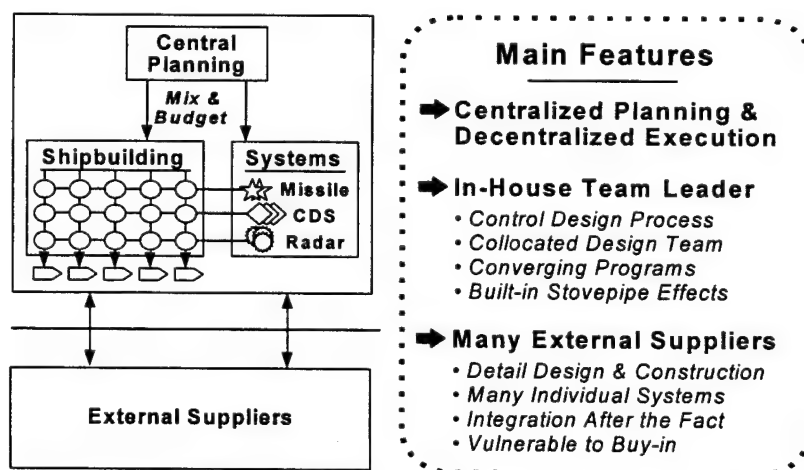 Central
Planning
Mix &
Budget
Shipbuilding
Systems
Missile
CDS
Radar
External Suppliers
Main Features
Centralized Planning &
Decentralized Execution
In-House Team Leader
• Control Design Process
• Collocated Design Team
• Converging Programs
• Built-in Stovepipe Effects
Many External Suppliers
• Detail Design & Construction
• Many Individual Systems
• Integration After the Fact
• Vulnerable to Buy-in